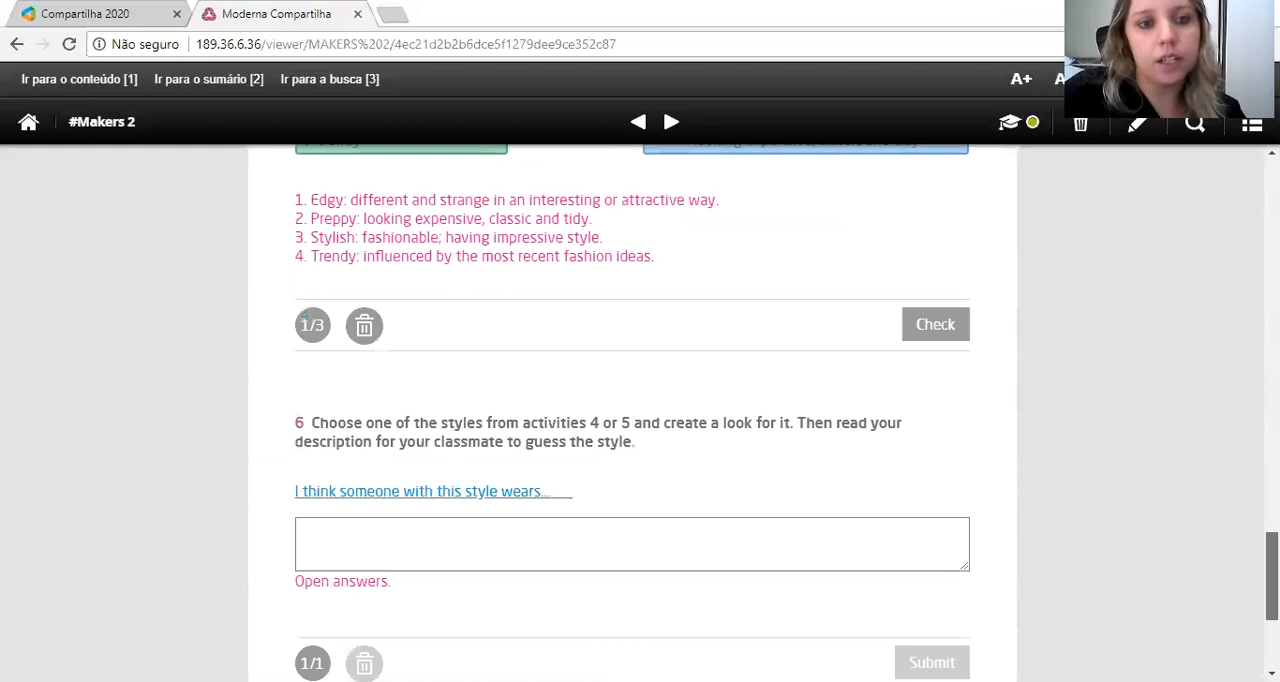 Compartilha 2020
Moderna Compartilha
Não seguro
189.36.6.36/viewer/MAKERS%202/4ec21d2b2b6dce5f1279dee9ce352c87
Ir para o conteúdo [1] Ir para o sumário [2] Ir para a busca [3]
A+
#Makers 2
1. Edgy: different and strange in an interesting or attractive way.
2. Preppy: looking expensive, classic and tidy.
3. Stylish: fashionable; having impressive style.
4. Trendy: influenced by the most recent fashion ideas.
1/3
Check
6 Choose one of the styles from activities 4 or 5 and create a look for it. Then read your
description for your classmate to guess the style.
I think someone with this style wears...
Open answers.
1/1
Submit